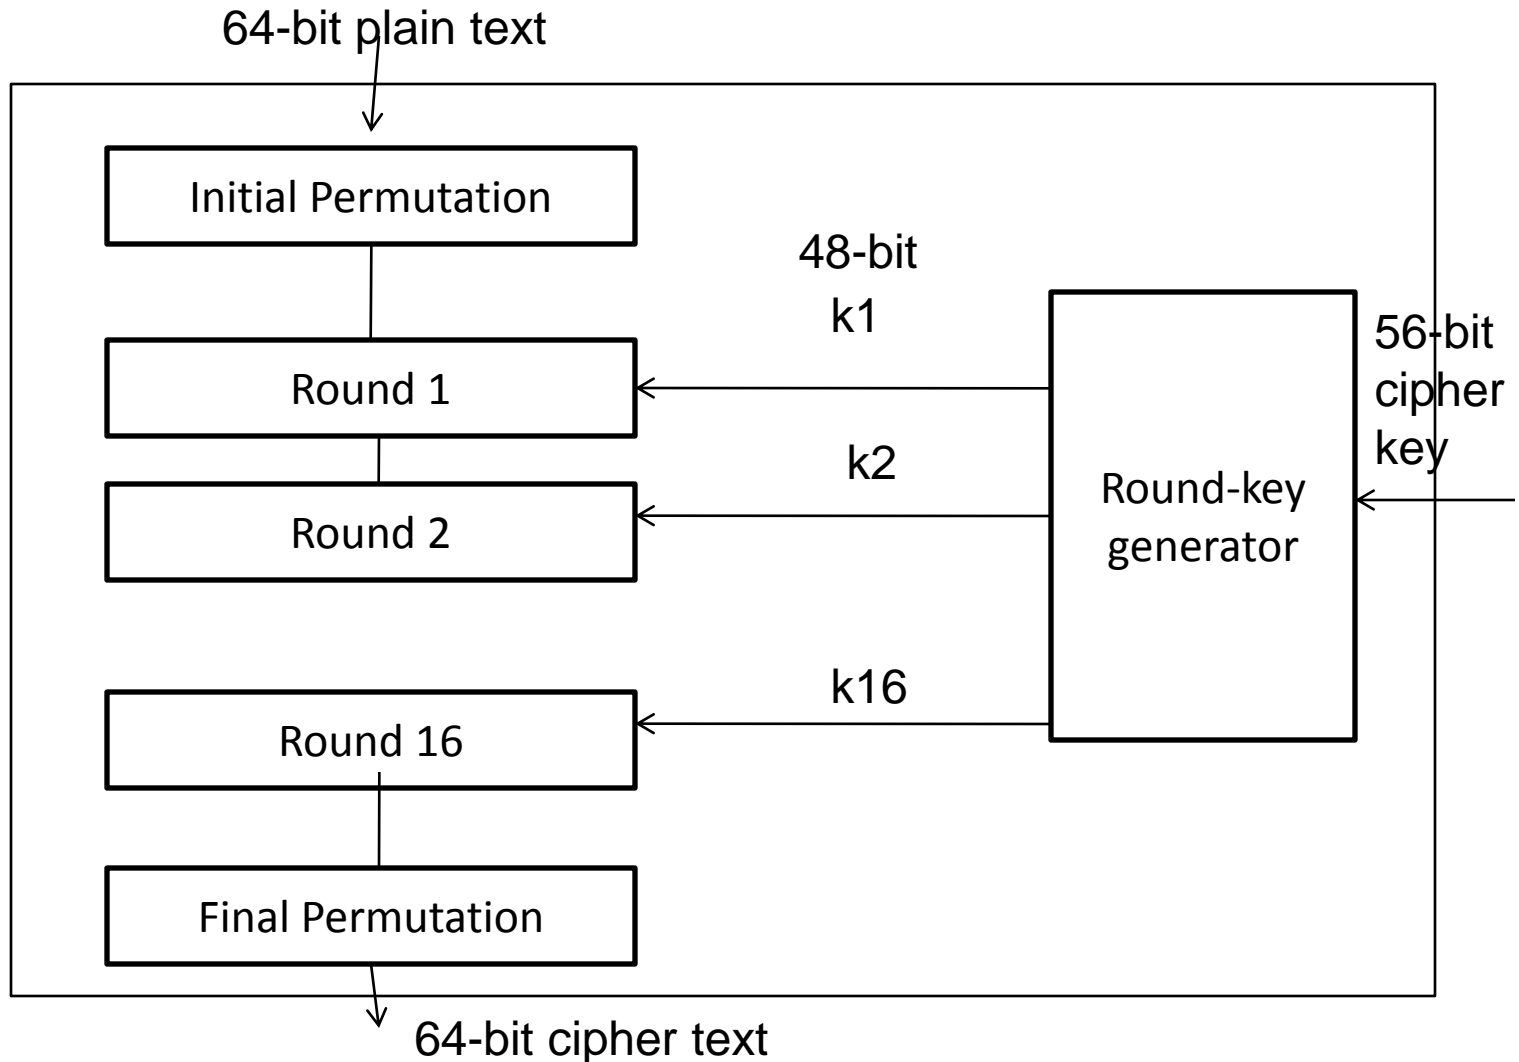 64-bit plain text
Initial Permutation
48-bit
k1
56-bit
cipher
key
Round 1
k2
Round-key
generator
Round 2
k16
Round 16
Final Permutation
64-bit cipher text